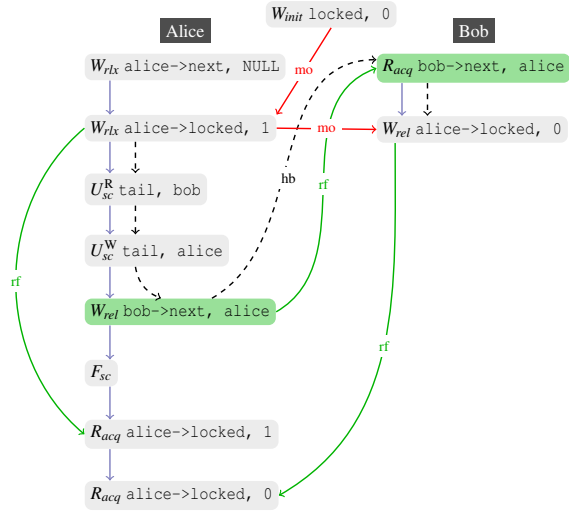 W_init locked, 0
Alice
Bob
W_rlx alice->next, NULL
R_acq bob->next, alice
mo
W_rlx alice->locked, 1
mo
W_rel alice->locked, 0
hb
rf
U^R_sc tail, bob
U^W_sc tail, alice
rf
W_rel bob->next, alice
rf
F_sc
R_acq alice->locked, 1
R_acq alice->locked, 0